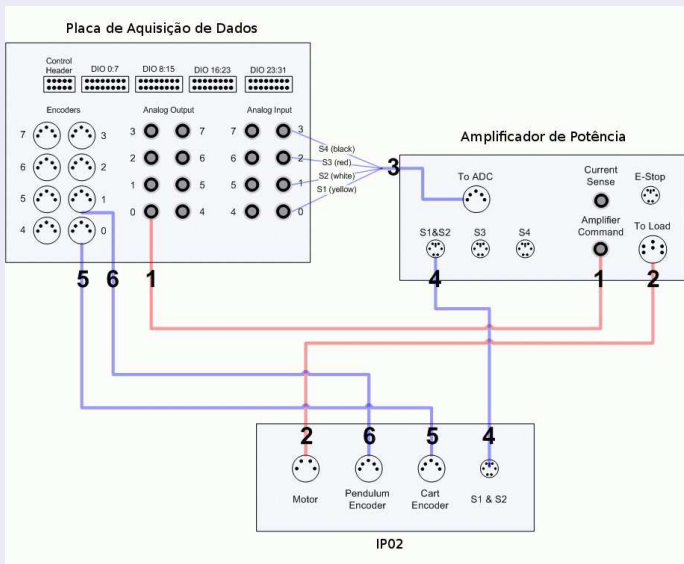 Placa de Aquisição de Dados
Control
Header
DIO 0:7
DIO 8:15
DIO 16:23
DIO 23:31
Encoders
Analog Output
Analog Input
7
3
3
7
7
3
6
2
2
6
6
2
5
1
1
5
5
1
4
0
0
4
4
0
S4 (black)
S3 (red)
S2 (white)
S1 (yellow)
3
5
6
1
Amplificador de Potência
To ADC
Current
Sense
E-Stop
Amplifier
Command
To Load
S1&S2
S3
S4
4
1
2
2
6
5
4
Motor
Pendulum
Encoder
Cart
Encoder
S1 & S2
IP02